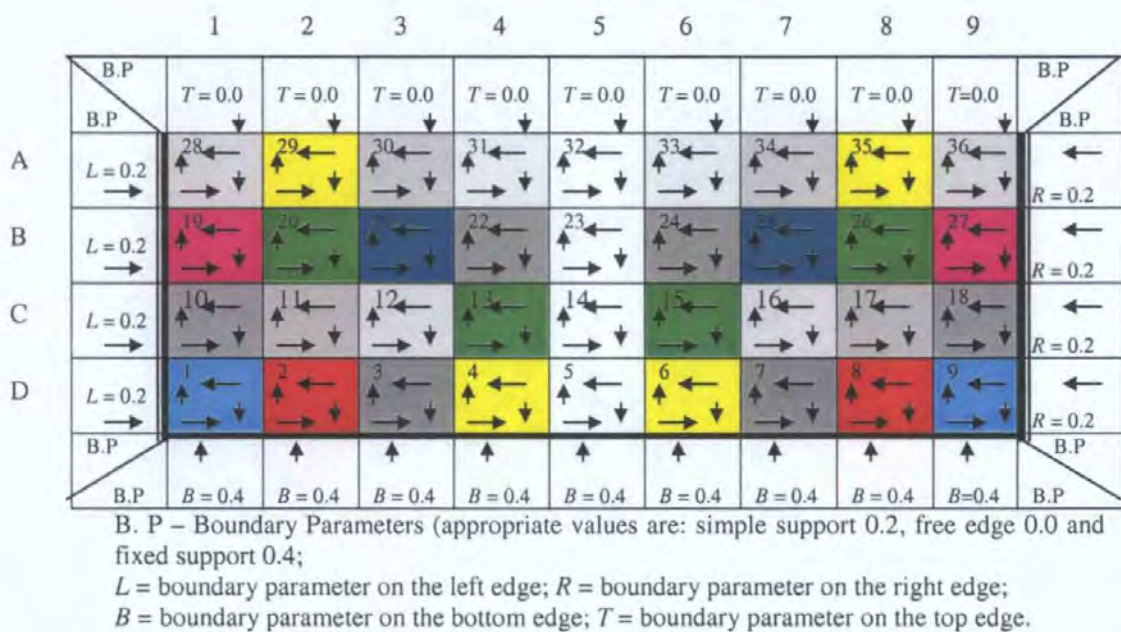 1 2 3 4 5 6 7 8 9
B.P B.P
T = 0.0 T = 0.0 T = 0.0 T = 0.0 T = 0.0 T = 0.0 T = 0.0 T = 0.0 T=0.0
B.P B.P
A L = 0.2 28 29 30 31 32 33 34 35 36 R = 0.2
B L = 0.2 19 20 22 23 24 25 26 27 R = 0.2
C L = 0.2 10 11 12 13 14 15 16 17 18 R = 0.2
D L = 0.2 1 2 3 4 5 6 7 8 9 R = 0.2
B.P B.P
B.P B = 0.4 B = 0.4 B = 0.4 B = 0.4 B = 0.4 B = 0.4 B = 0.4 B = 0.4 B=0.4 B.P
B. P – Boundary Parameters (appropriate values are: simple support 0.2, free edge 0.0 and
fixed support 0.4;
L = boundary parameter on the left edge; R = boundary parameter on the right edge;
B = boundary parameter on the bottom edge; T = boundary parameter on the top edge.